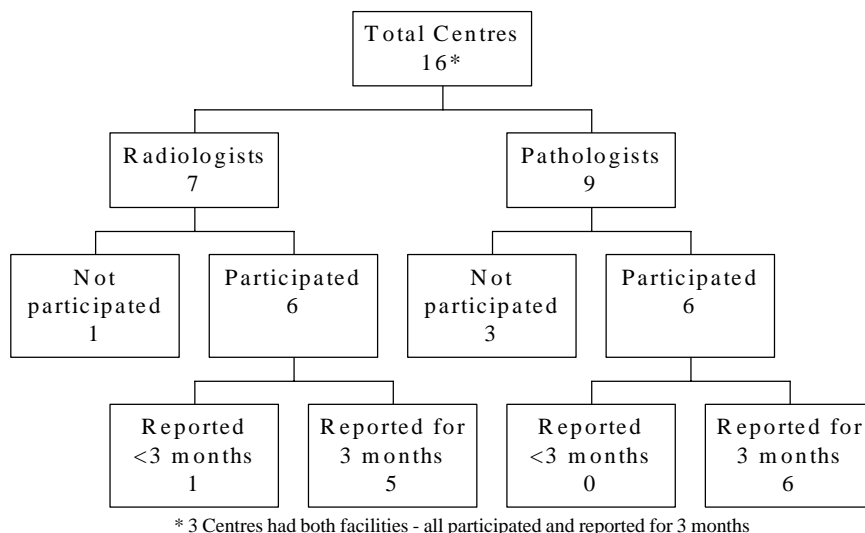 Total Centres
16*
Radiologists
7
Pathologists
9
Not
participated
1
Participated
6
Not
participated
3
Participated
6
Reported
<3 months
1
Reported for
3 months
5
Reported
<3 months
0
Reported for
3 months
6
* 3 Centres had both facilities - all participated and reported for 3 months